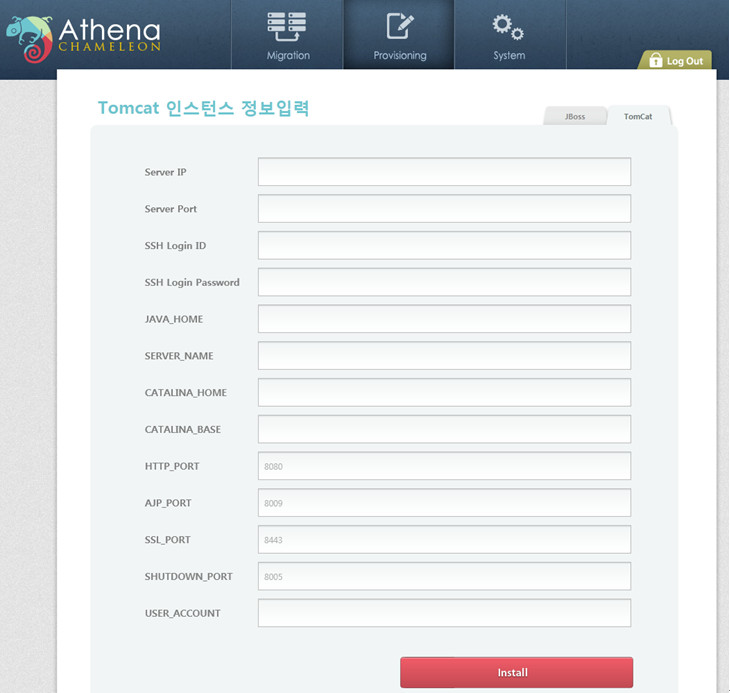 Athena
CHAMELEON
Migration
Provisioning
System
Log Out
Tomcat 인스턴스 정보입력
JBoss
TomCat
Server IP
Server Port
SSH Login ID
SSH Login Password
JAVA_HOME
SERVER_NAME
CATALINA_HOME
CATALINA_BASE
HTTP_PORT 8080
AJP_PORT 8009
SSL_PORT 8443
SHUTDOWN_PORT 8005
USER_ACCOUNT
Install